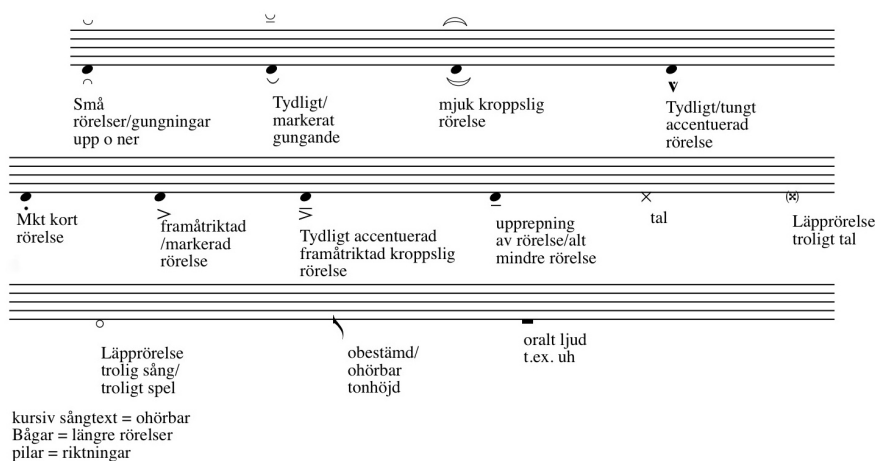 Små
rörelser/gungningar
upp o ner
Tydligt/
markerat
gungande
mjuk kroppslig
rörelse
Tydligt/tungt
accentuerad
rörelse
Mkt kort
rörelse
framåtriktad
/markerad
rörelse
Tydligt accentuerad
framåtriktad kroppslig
rörelse
upprepning
av rörelse/alt
mindre rörelse
tal
Läpprörelse
troligt tal
Läpprörelse
trolig sång/
troligt spel
obestämd/
ohörbar
tonhöjd
oralt ljud
t.ex. uh
kursiv sångtext = ohörbar
Bågar = längre rörelser
pilar = riktningar